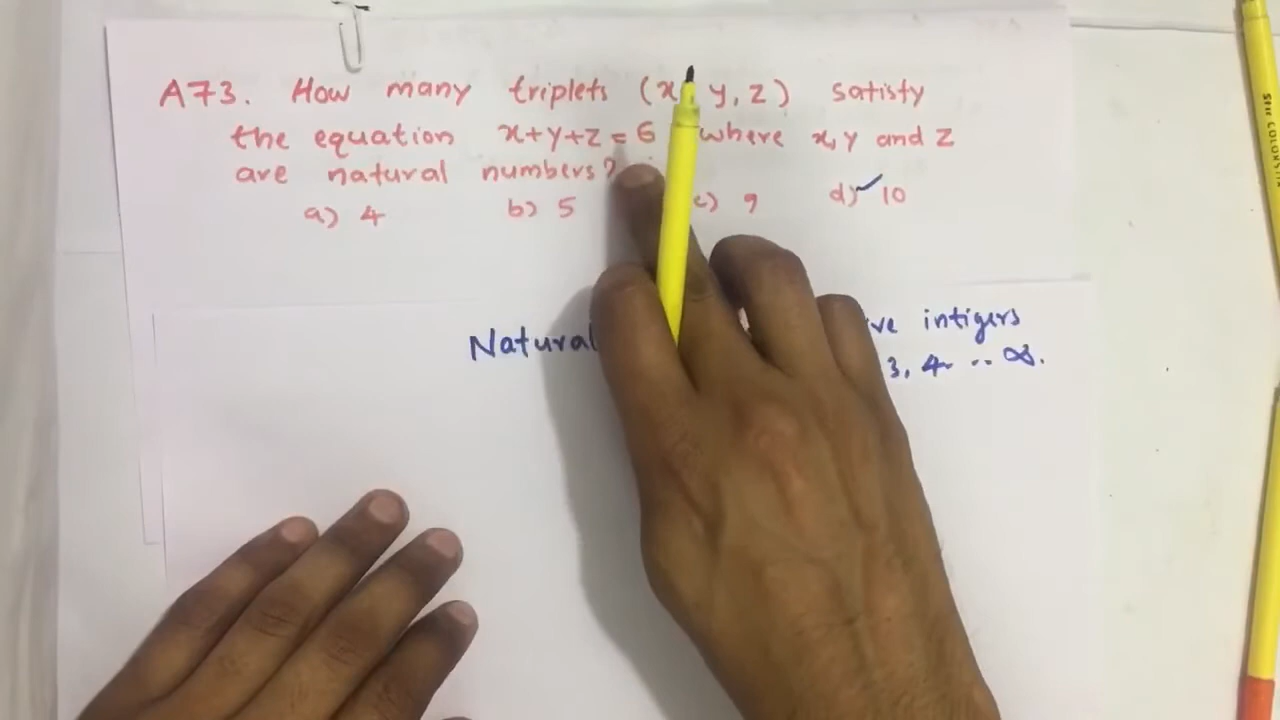 A73. How many triplets (x y, z) satisfy
the equation x+y+z = 6 where x, y and z
are natural numbers?
a) 4 b) 5 c) 9 d) ✓ 10
Natural ve intigers
3, 4 .. ∞.